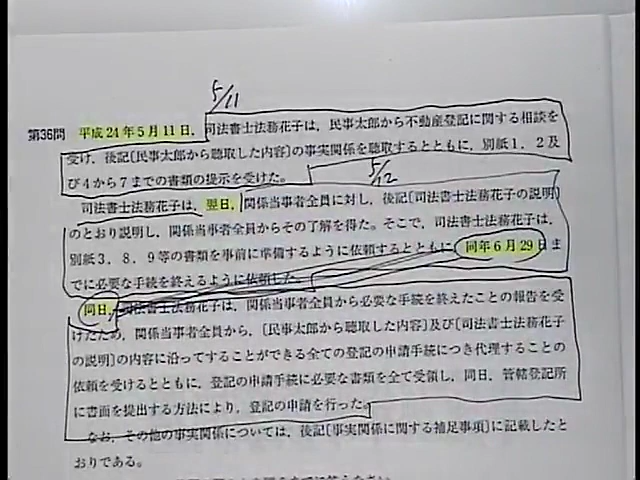 5/11
第36問 平成24年5月11日，司法書士法務花子は，民事太郎から不動産登記に関する相談を
受け，後記〔民事太郎から聴取した内容〕の事実関係を聴取するとともに，別紙1，2及
び4から7までの書類の提示を受けた。
5/12
司法書士法務花子は，翌日，関係当事者全員に対し，後記〔司法書士法務花子の説明〕
のとおり説明し，関係当事者全員からその了解を得た。そこで，司法書士法務花子は，
別紙3，8，9等の書類を事前に準備するように依頼するとともに，同年6月29日ま
でに必要な手続を終えるように依頼した。
同日，司法書士法務花子は，関係当事者全員から必要な手続を終えたことの報告を受
けたため，関係当事者全員から，〔民事太郎から聴取した内容〕及び〔司法書士法務花子
の説明〕の内容に沿ってすることができる全ての登記の申請手続につき代理することの
依頼を受けるとともに，登記の申請手続に必要な書類を全て受領し，同日，管轄登記所
に書面を提出する方法により，登記の申請を行った。
なお，その他の事実関係については，後記〔事実関係に関する補足事項〕に記載したと
おりである。